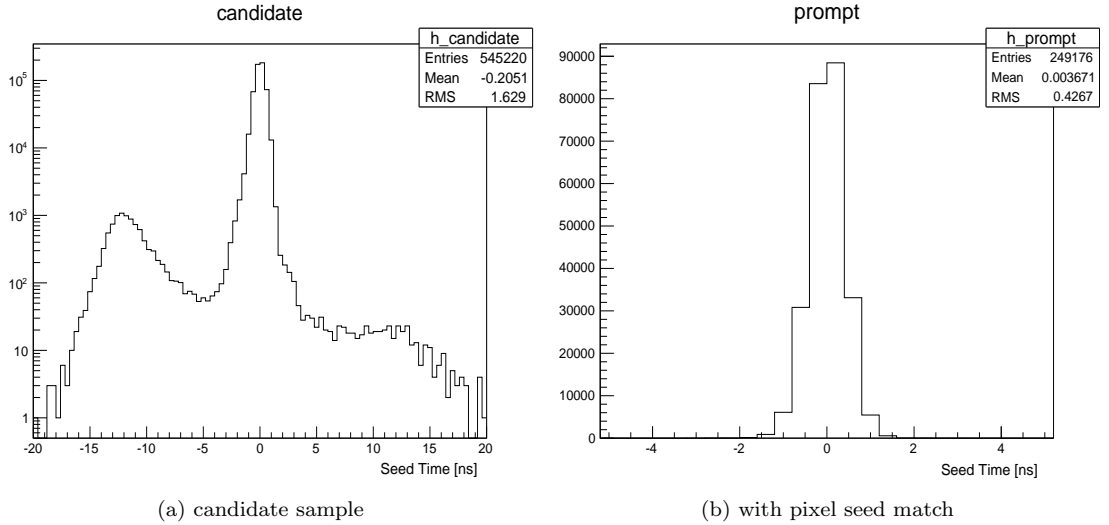 candidate
h_candidate
Entries 545220
Mean -0.2051
RMS 1.629
10^5
10^4
10^3
10^2
10
1
-20 -15 -10 -5 0 5 10 15 20
Seed Time [ns]
(a) candidate sample
prompt
h_prompt
Entries 249176
Mean 0.003671
RMS 0.4267
90000
80000
70000
60000
50000
40000
30000
20000
10000
0
-4 -2 0 2 4
Seed Time [ns]
(b) with pixel seed match